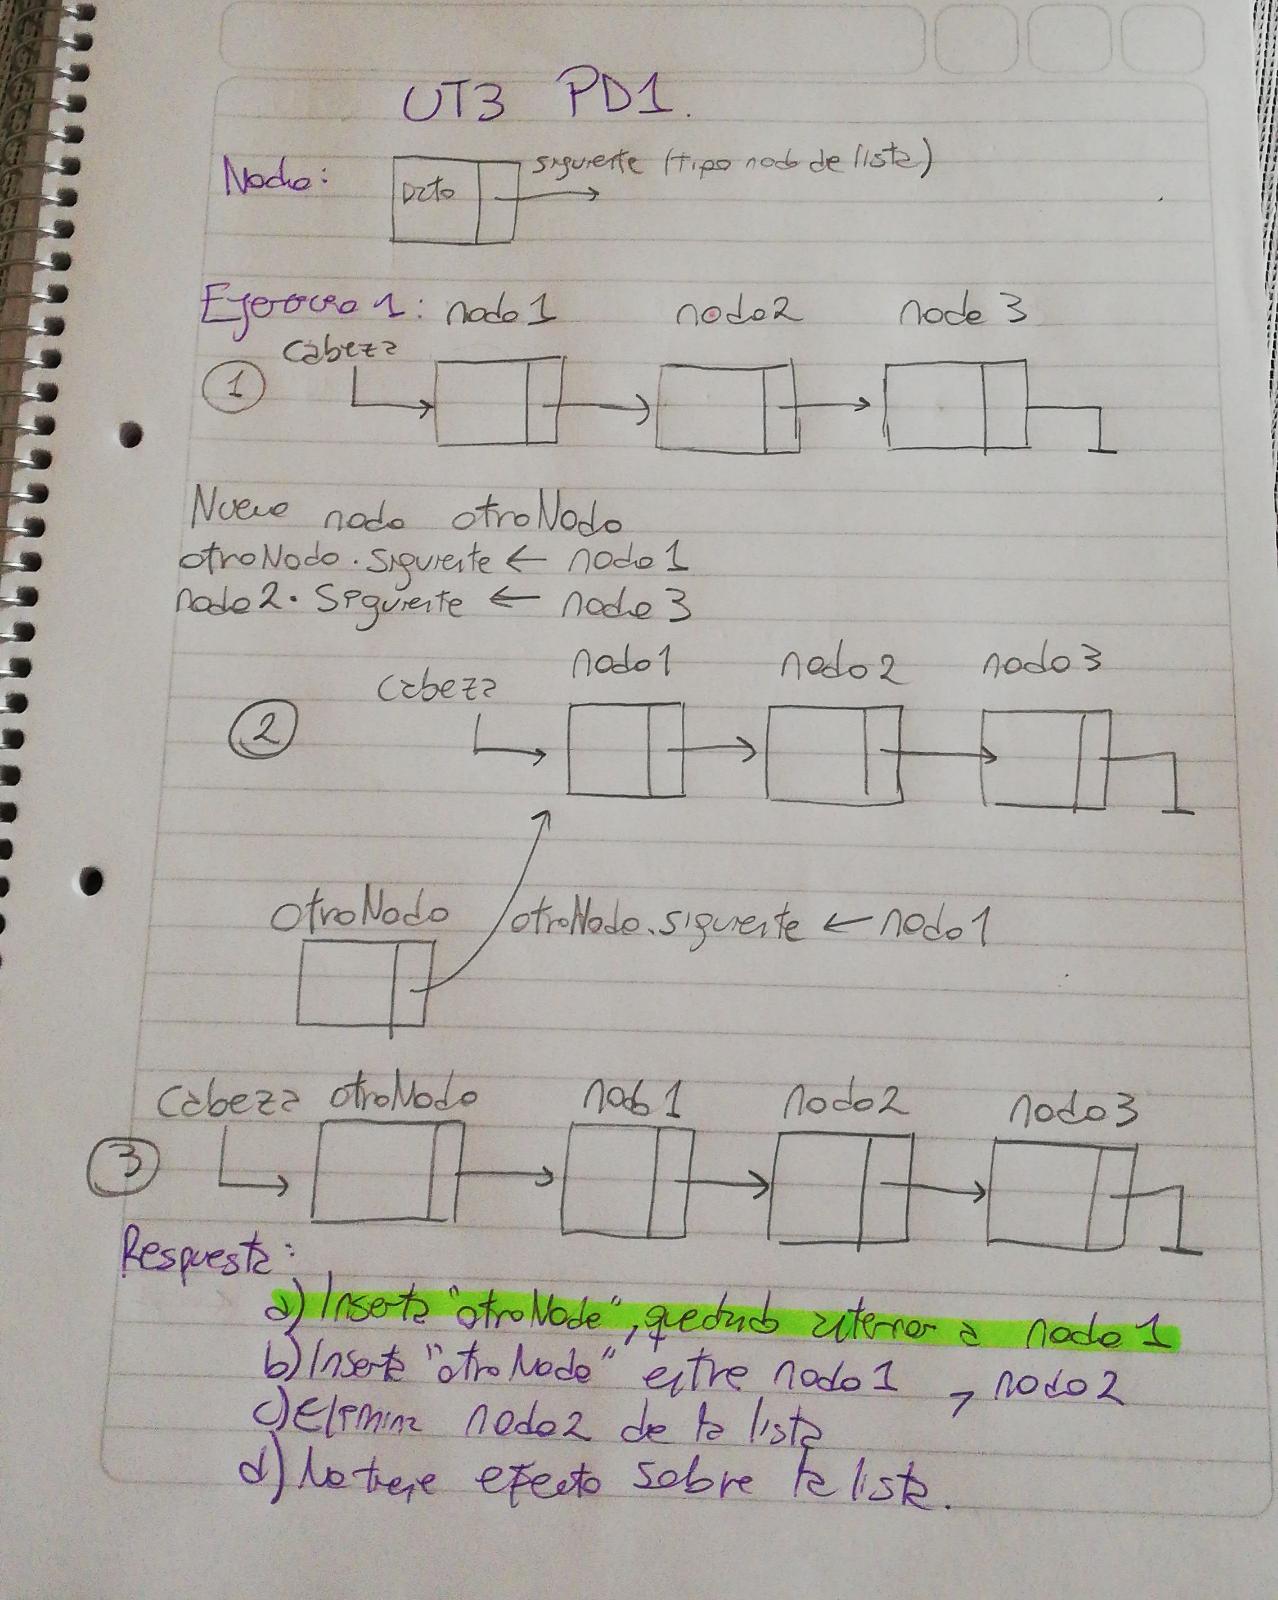 UT3 PD1.
Nodo:
Dato
siguiente (tipo nodo de lista)
Ejercicio 1: nodo1 nodo2 nodo 3
cabeza
1
Nuevo nodo otroNodo
otroNodo.siguiente ← nodo1
nodo2.Siguiente ← nodo3
nodo1 nodo2 nodo3
cabeza
2
otroNodo
otroNodo.siguiente ← nodo1
cabeza otroNodo nodo1 nodo2 nodo3
3
Respuesta:
a) Inserta "otroNodo", quedando anterior a nodo1
b) Inserta "otroNodo" entre nodo1 y nodo2
c) Elimina nodo2 de la lista
d) No tiene efecto sobre la lista.